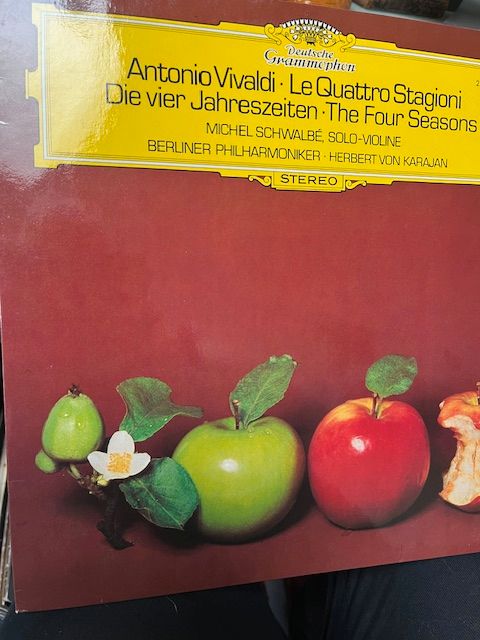 Deutsche
Grammophon
Antonio Vivaldi · Le Quattro Stagioni
Die vier Jahreszeiten · The Four Seasons
MICHEL SCHWALBÉ, SOLO-VIOLINE
BERLINER PHILHARMONIKER · HERBERT VON KARAJAN
STEREO